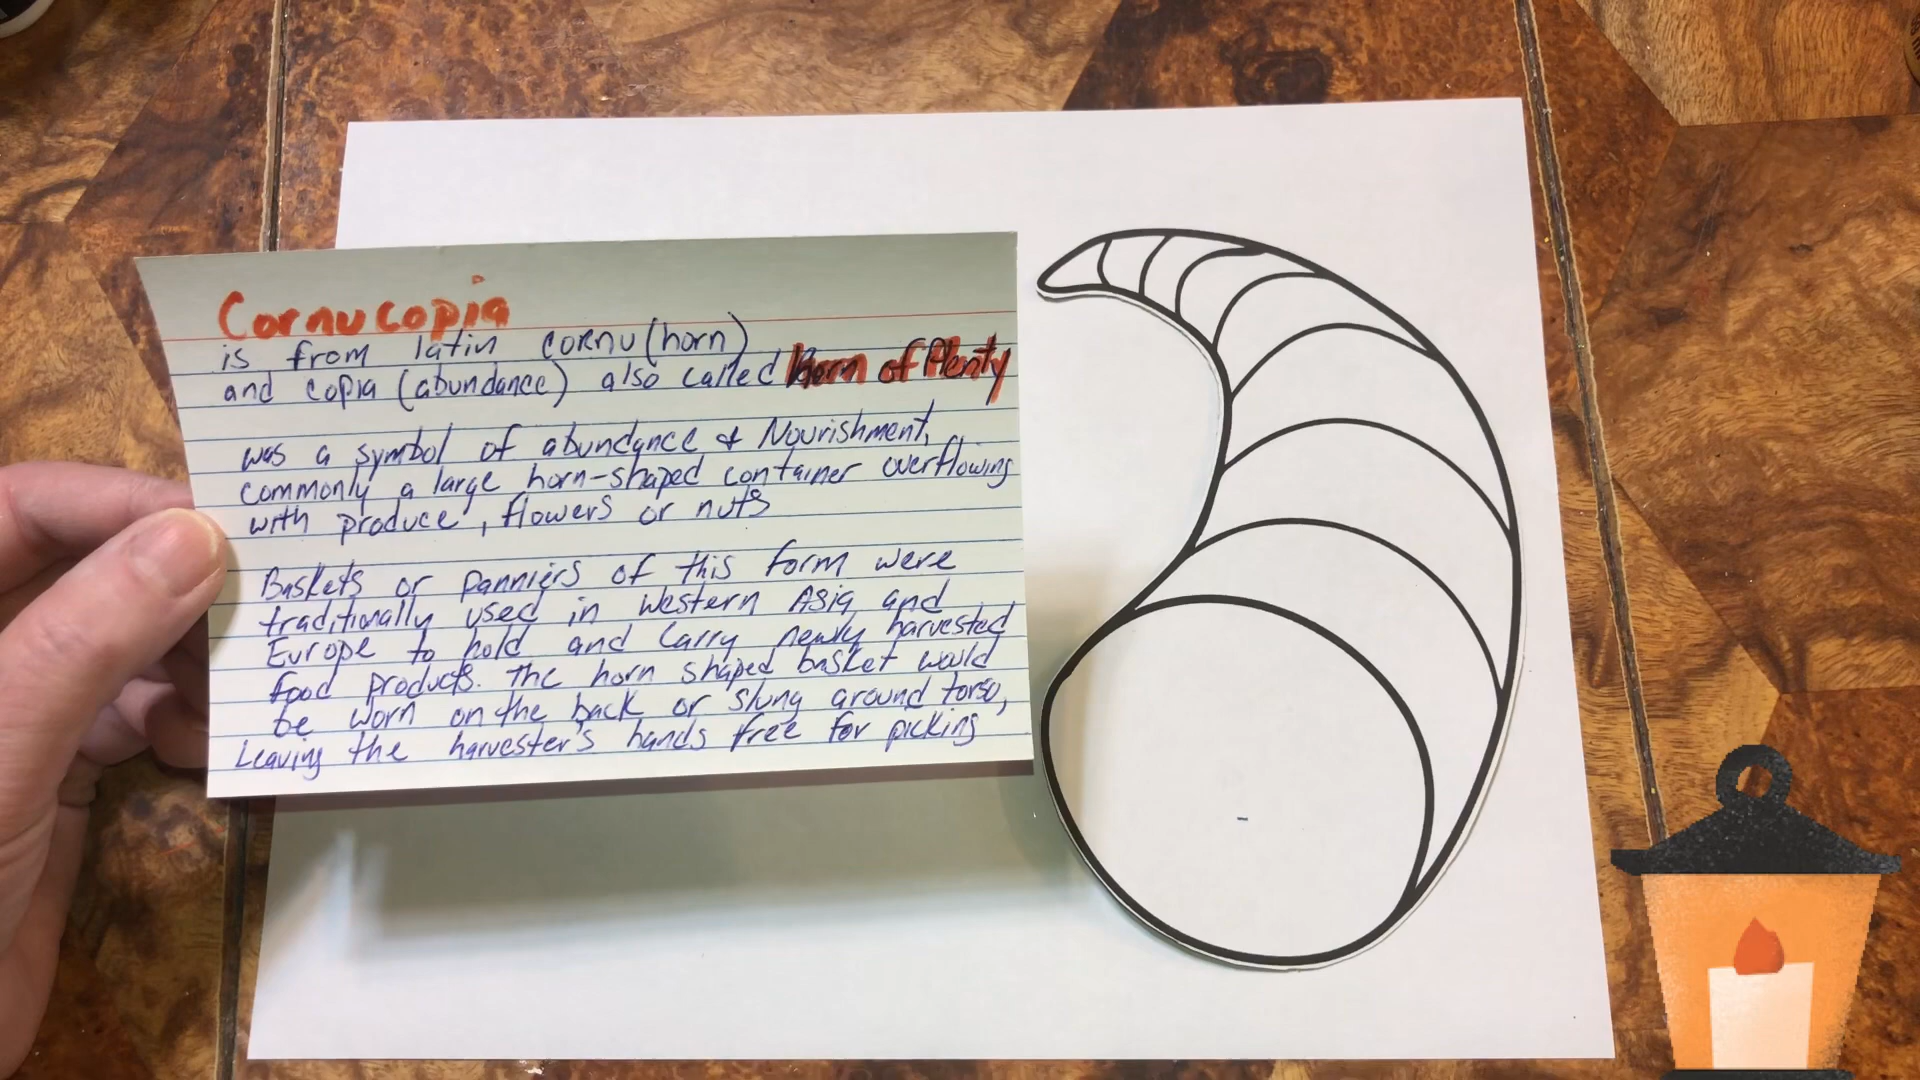 Cornucopia
is from latin cornu (horn)
and copia (abundance) also called Horn of Plenty
was a symbol of abundance & Nourishment,
commonly a large horn-shaped container overflowing
with produce, flowers or nuts
Baskets or panniers of this form were
traditionally used in Western Asia and
Europe to hold and carry newly harvested
food products. The horn shaped basket would
be worn on the back or slung around torso,
Leaving the harvester's hands free for picking